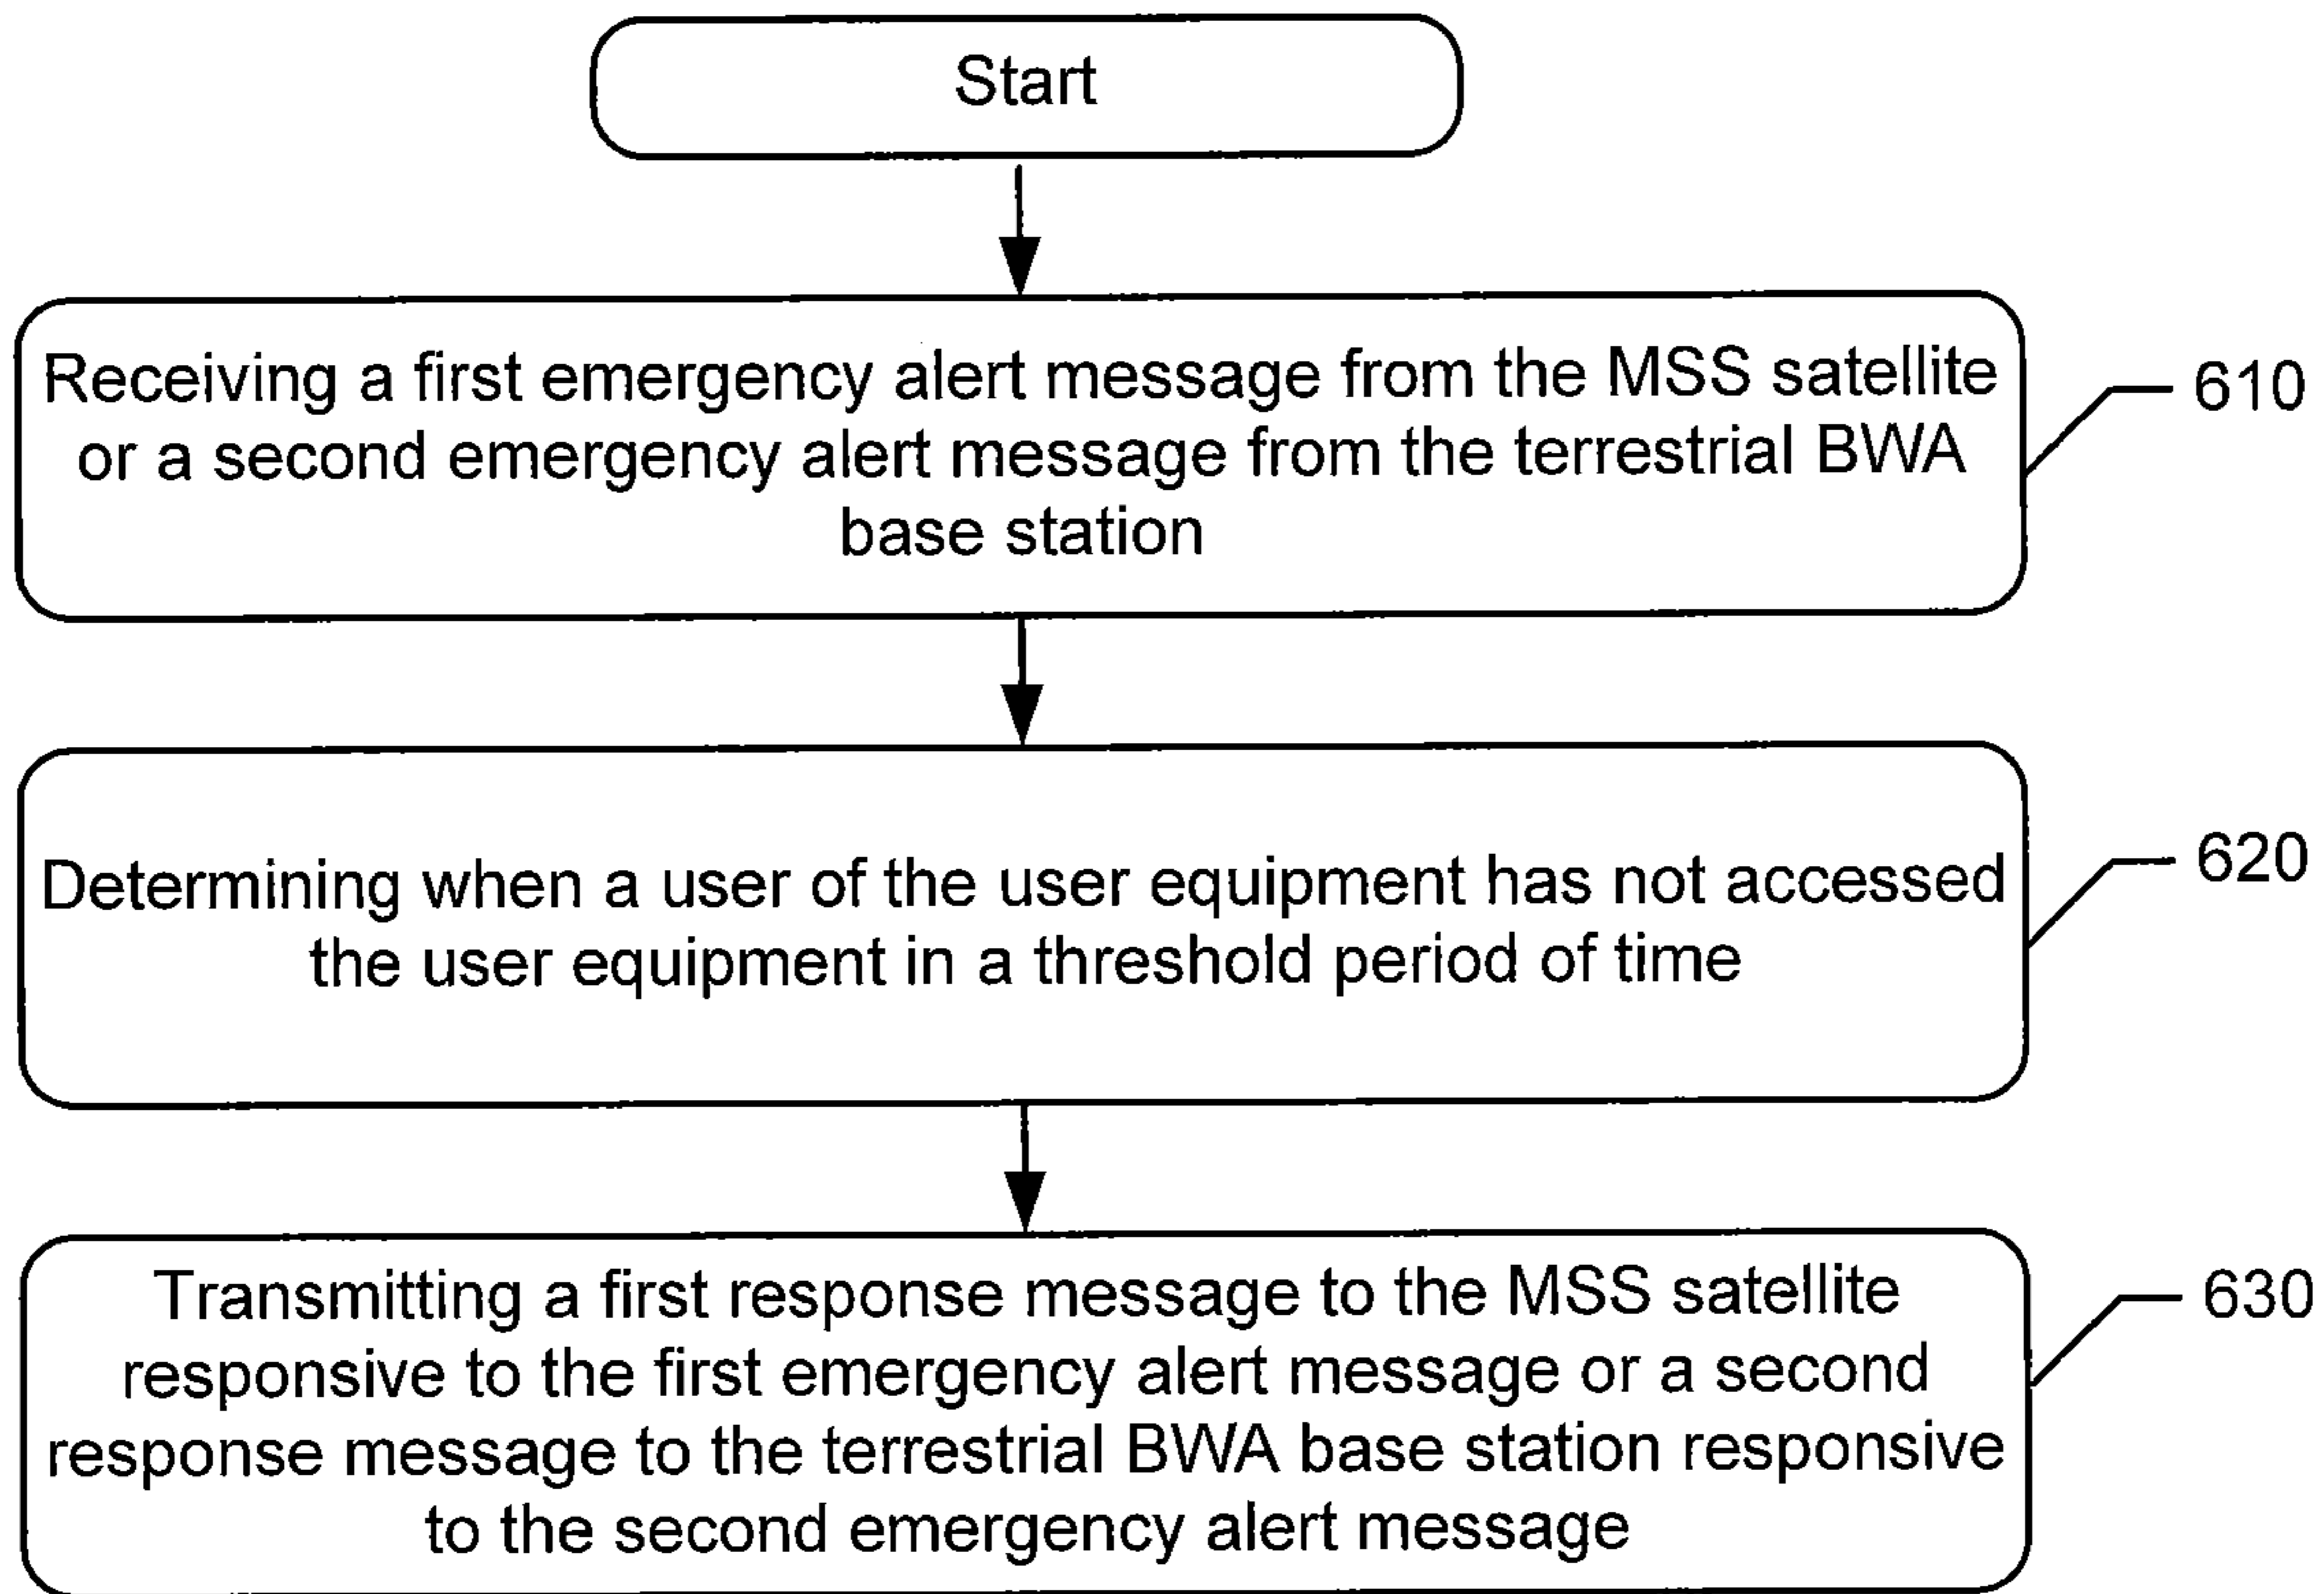 Start
Receiving a first emergency alert message from the MSS satellite
or a second emergency alert message from the terrestrial BWA
base station
610
Determining when a user of the user equipment has not accessed
the user equipment in a threshold period of time
620
Transmitting a first response message to the MSS satellite
responsive to the first emergency alert message or a second
response message to the terrestrial BWA base station responsive
to the second emergency alert message
630